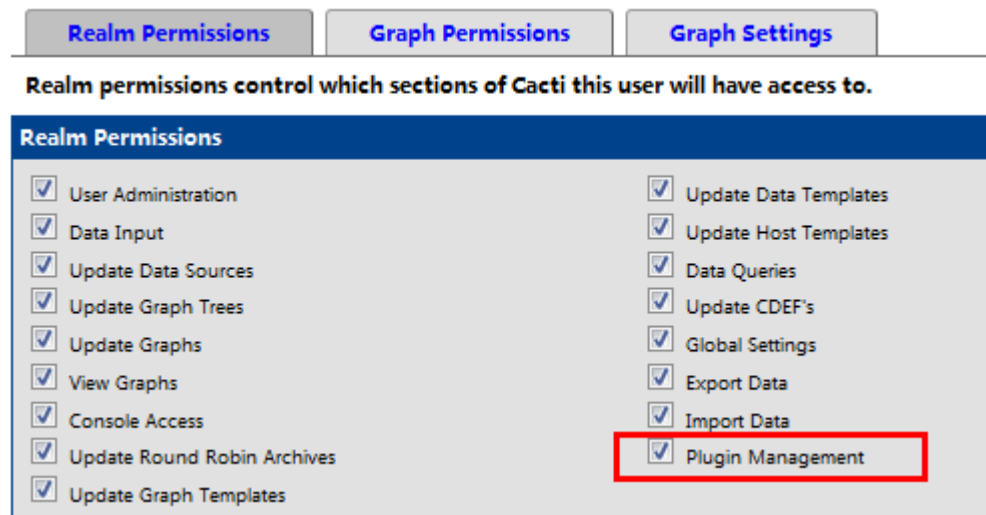 Realm Permissions
Graph Permissions
Graph Settings
Realm permissions control which sections of Cacti this user will have access to.
Realm Permissions
User Administration
Data Input
Update Data Sources
Update Graph Trees
Update Graphs
View Graphs
Console Access
Update Round Robin Archives
Update Graph Templates
Update Data Templates
Update Host Templates
Data Queries
Update CDEF's
Global Settings
Export Data
Import Data
Plugin Management